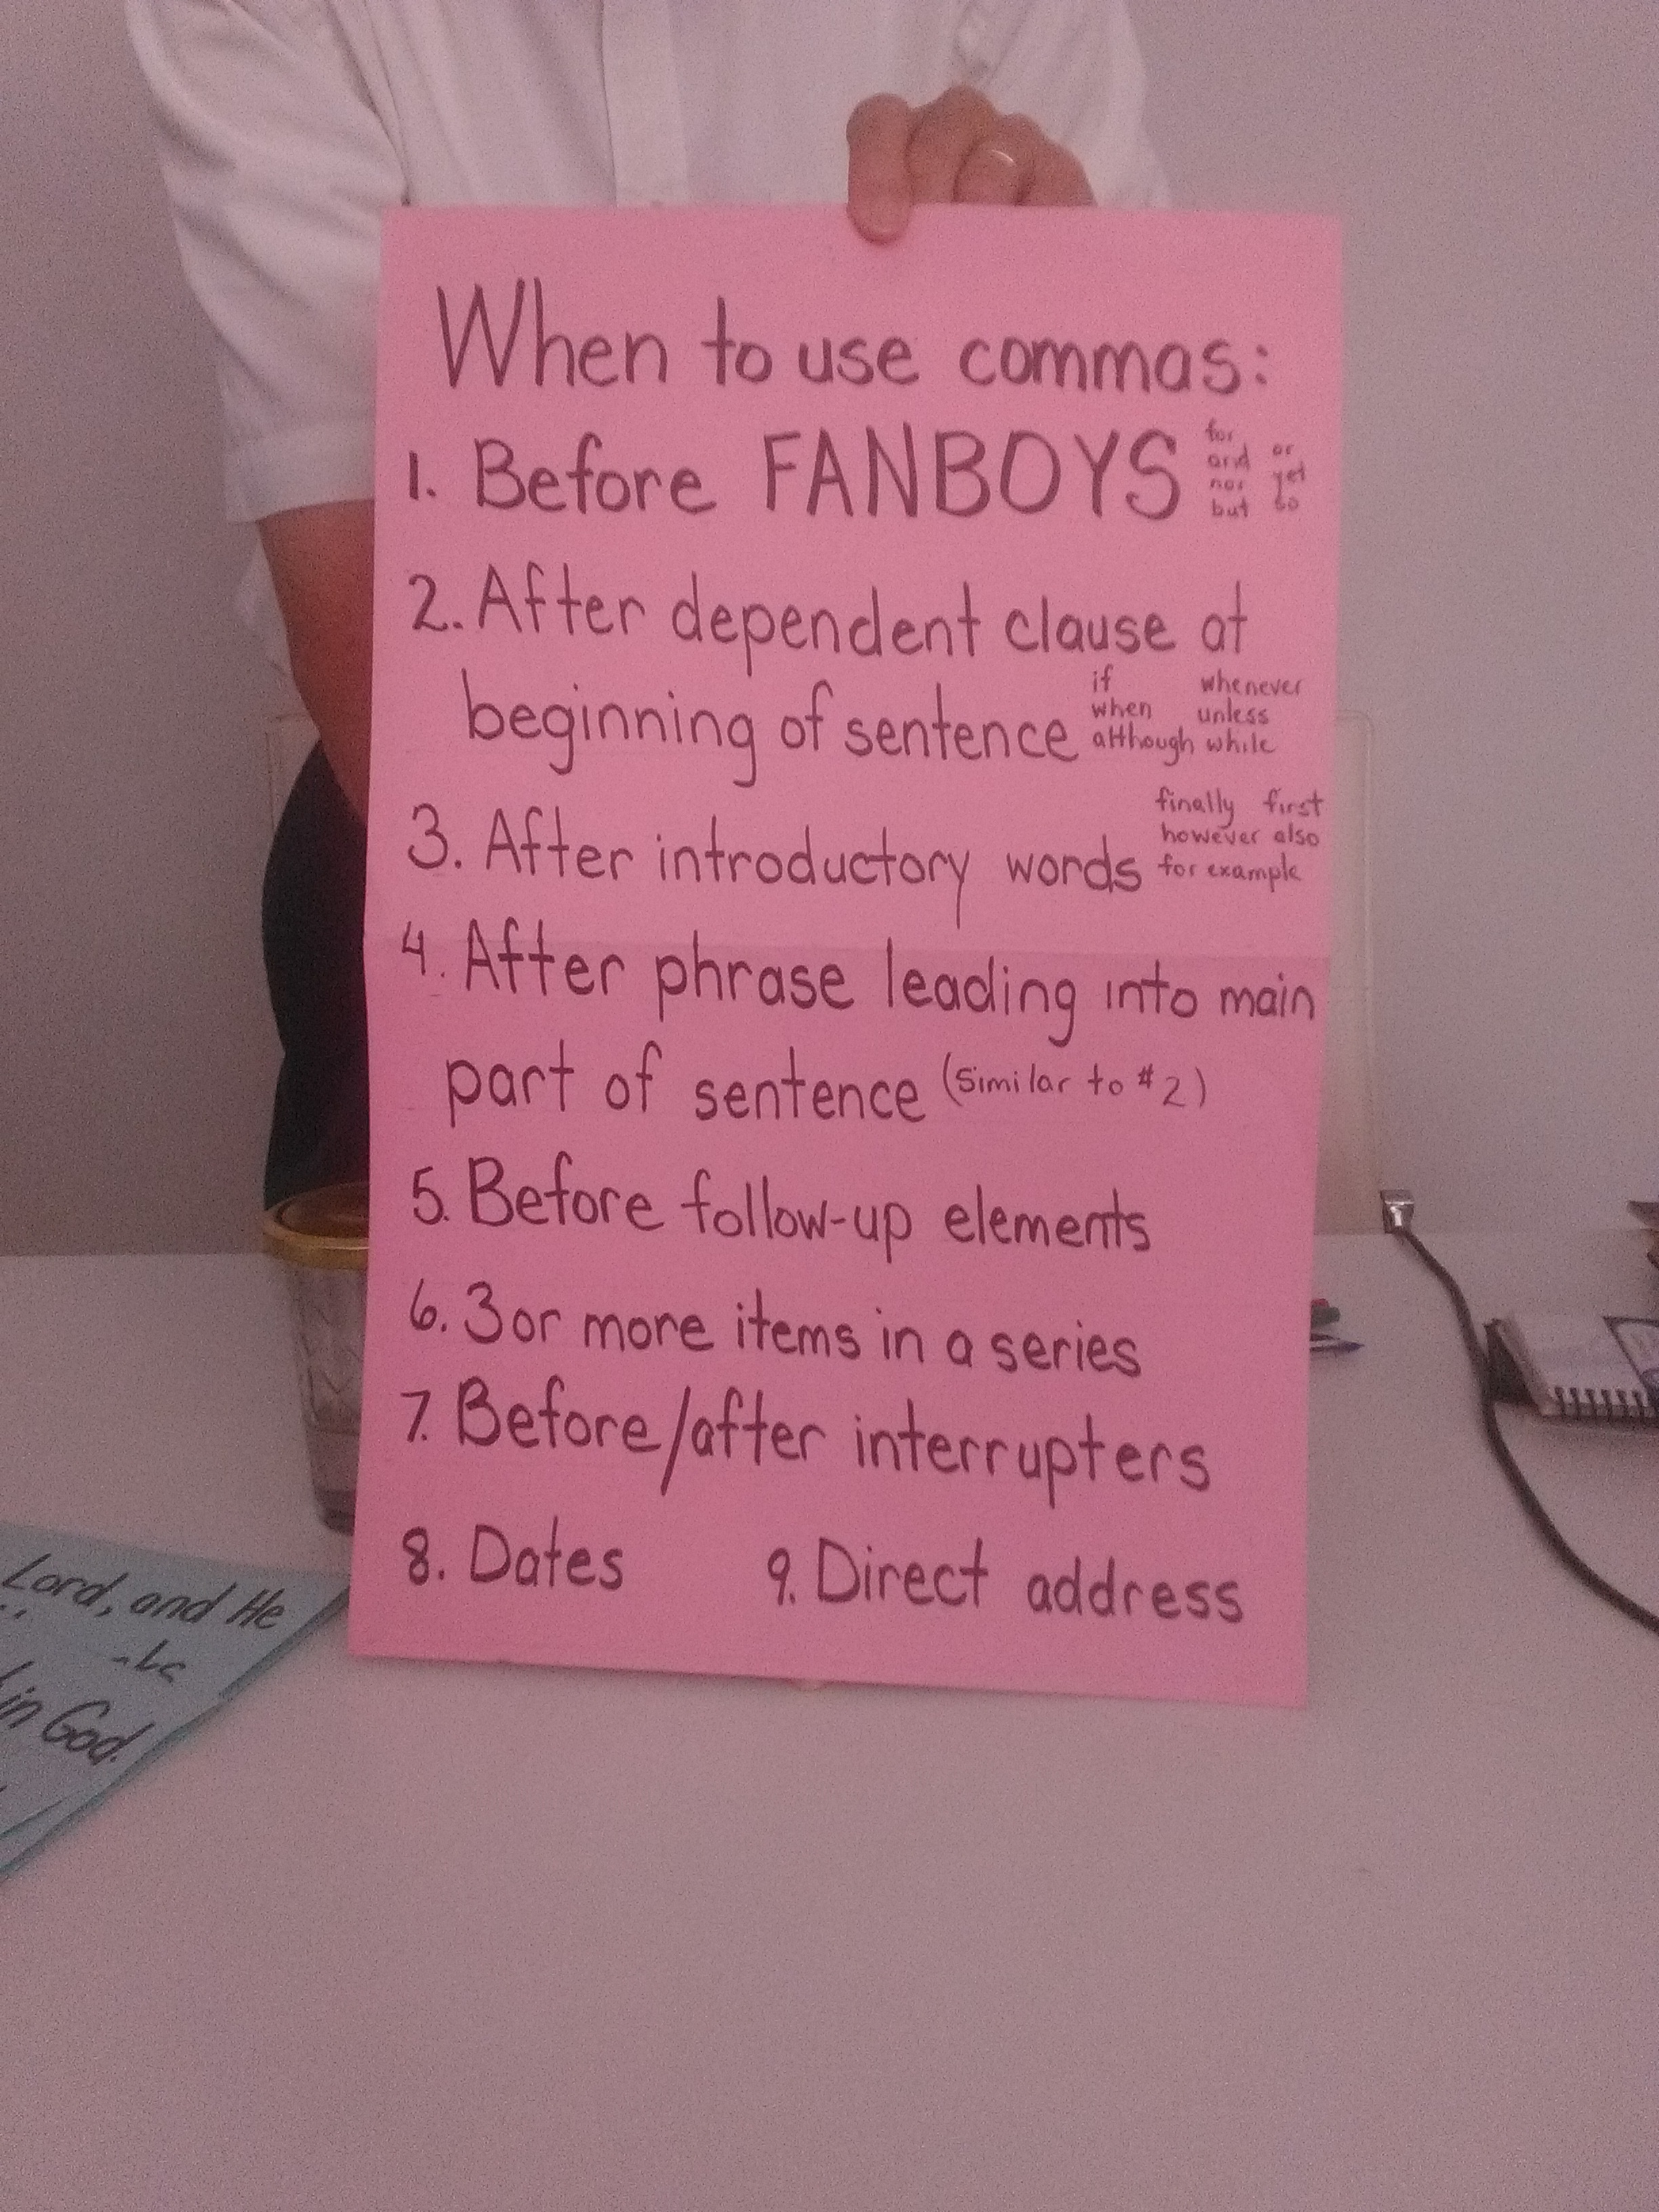 When to use commas:
1. Before FANBOYS
for
and or
nor yet
but so
2. After dependent clause at
beginning of sentence
if whenever
when unless
although while
3. After introductory words
finally first
however also
for example
4. After phrase leading into main
part of sentence (similar to #2)
5. Before follow-up elements
6. 3 or more items in a series
7. Before/after interrupters
8. Dates 9. Direct address
Lord, and He
in God.